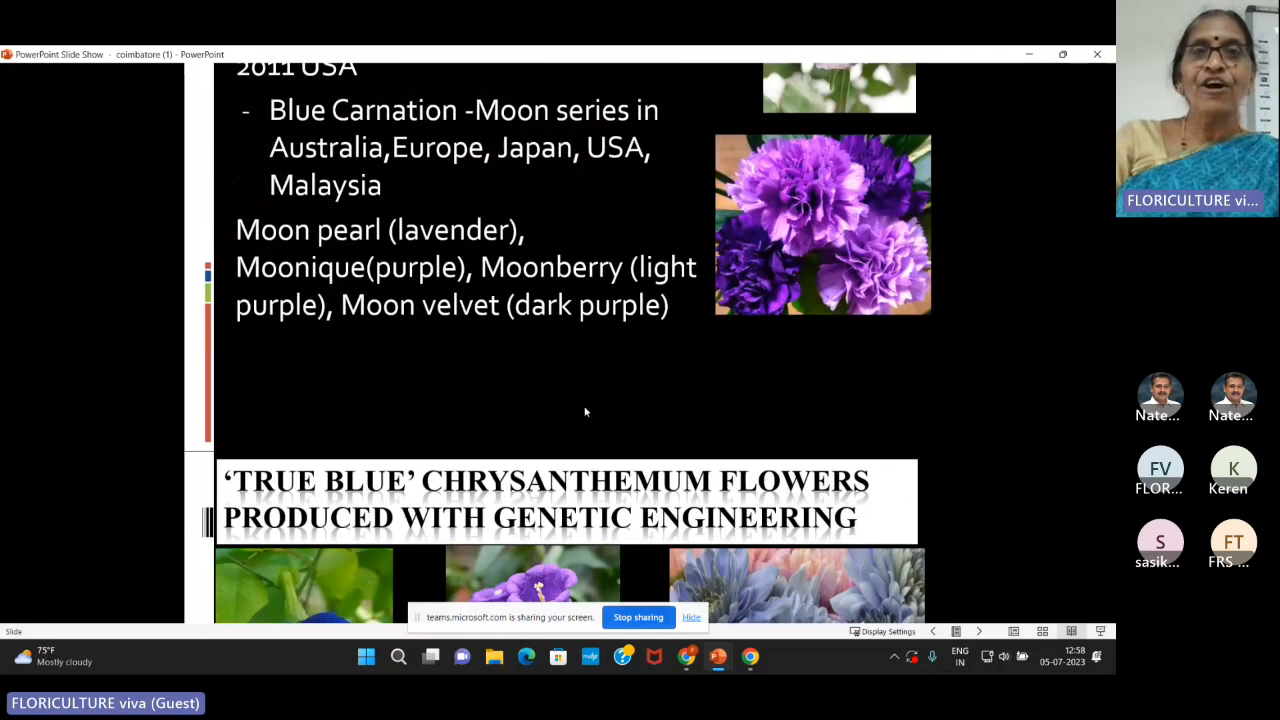 PowerPoint Slide Show - coimbatore (1) - PowerPoint
2011 USA
- Blue Carnation -Moon series in
Australia,Europe, Japan, USA,
Malaysia
Moon pearl (lavender),
Moonique(purple), Moonberry (light
purple), Moon velvet (dark purple)
‘TRUE BLUE’ CHRYSANTHEMUM FLOWERS
PRODUCED WITH GENETIC ENGINEERING
teams.microsoft.com is sharing your screen.
Stop sharing
Hide
Slide
Display Settings
75°F
Mostly cloudy
ENG
IN
12:58
05-07-2023
FLORICULTURE vi...
Nate...
Nate...
FV
FLOR...
K
Keren
S
sasik...
FT
FRS ...
FLORICULTURE viva (Guest)